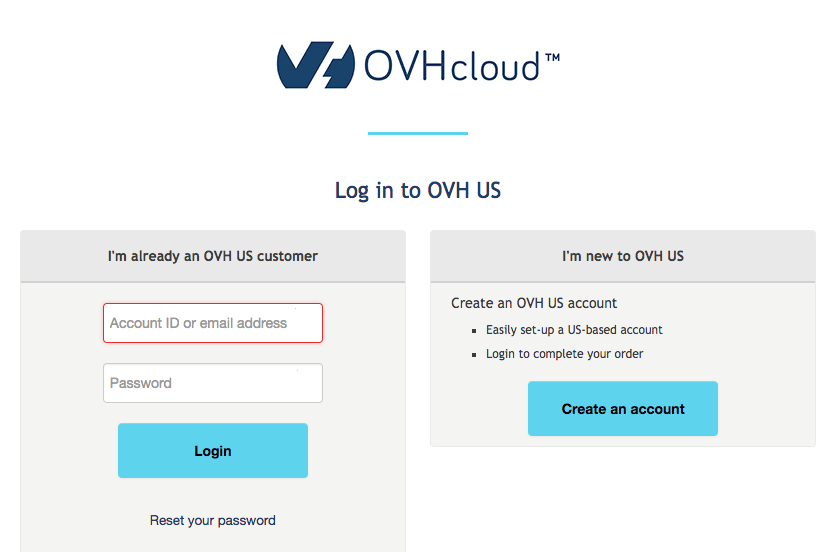 OVHcloud™
Log in to OVH US
I'm already an OVH US customer
Account ID or email address
Password
Login
Reset your password
I'm new to OVH US
Create an OVH US account
Easily set-up a US-based account
Login to complete your order
Create an account